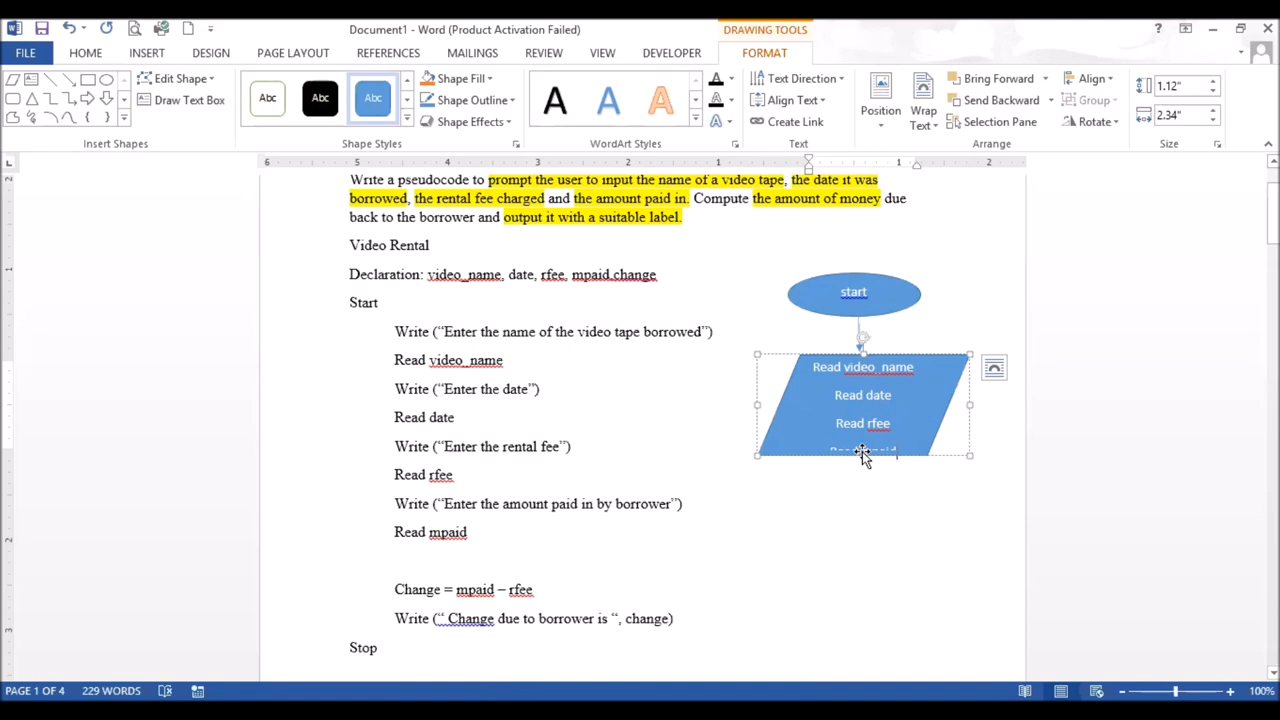 Document1 - Word (Product Activation Failed)
DRAWING TOOLS
FILE HOME INSERT DESIGN PAGE LAYOUT REFERENCES MAILINGS REVIEW VIEW DEVELOPER FORMAT
Edit Shape
Draw Text Box
Insert Shapes
Abc Abc Abc
Shape Fill
Shape Outline
Shape Effects
Shape Styles
A A A
WordArt Styles
Text Direction
Align Text
Create Link
Text
Position
Wrap Text
Bring Forward
Send Backward
Selection Pane
Align
Group
Rotate
Arrange
1.12"
2.34"
Size
6 5 4 3 2 1 1 2
Write a pseudocode to prompt the user to input the name of a video tape, the date it was
borrowed, the rental fee charged and the amount paid in. Compute the amount of money due
back to the borrower and output it with a suitable label.
Video Rental
Declaration: video_name, date, rfee, mpaid,change
Start
Write (“Enter the name of the video tape borrowed”)
Read video_name
Write (“Enter the date”)
Read date
Write (“Enter the rental fee”)
Read rfee
Write (“Enter the amount paid in by borrower”)
Read mpaid
Change = mpaid – rfee
Write (“ Change due to borrower is “, change)
Stop
start
Read video_name
Read date
Read rfee
PAGE 1 OF 4 229 WORDS
100%